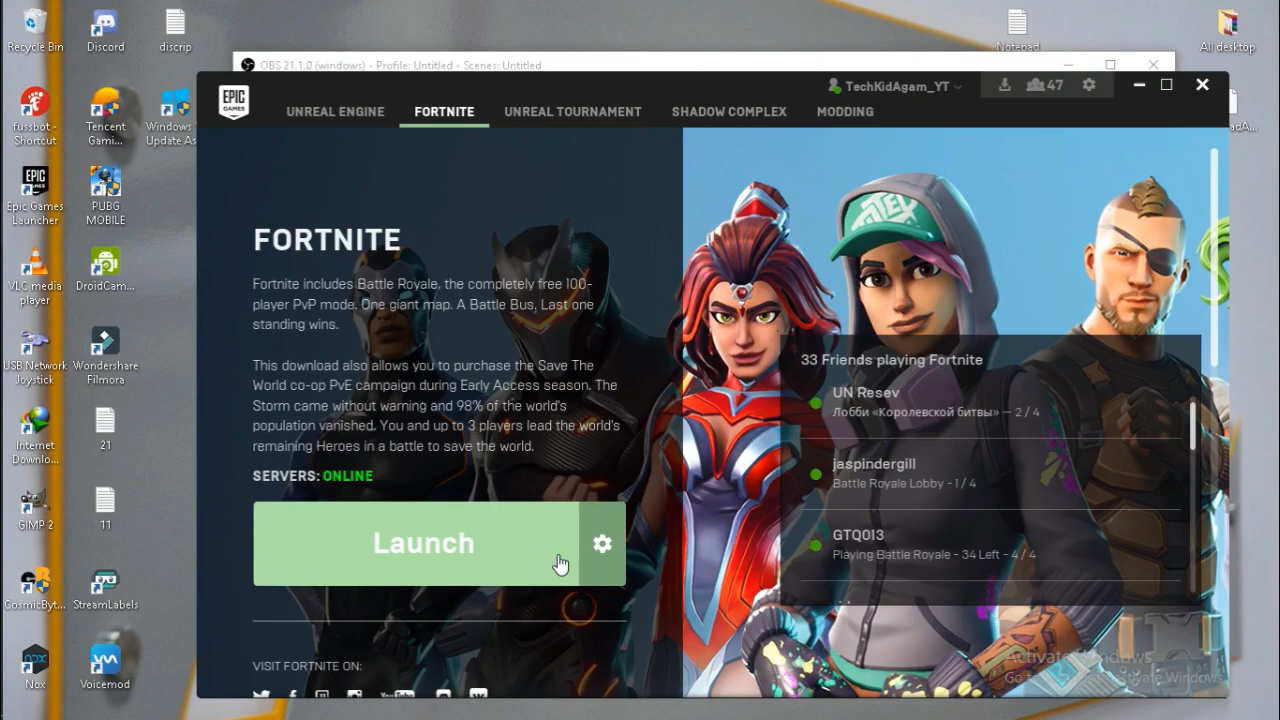 Recycle Bin
Discord
discrip
Notepad
All desktop
OBS 21.1.0 (windows) - Profile: Untitled - Scenes: Untitled
EPIC
GAMES
TechKidAgam_YT
47
UNREAL ENGINE
FORTNITE
UNREAL TOURNAMENT
SHADOW COMPLEX
MODDING
fussbot -
Shortcut
Tencent
Gami...
Windows
Update As
EPIC
GAMES
Epic Games
Launcher
PUBG
MOBILE
VLC media
player
DroidCam...
USB Network
Joystick
Wondershare
Filmora
Internet
Downlo...
21
GIMP 2
11
CosmicByt...
StreamLabels
nox
Nox
Voicemod
FORTNITE
Fortnite includes Battle Royale, the completely free 100-
player PvP mode. One giant map. A Battle Bus. Last one
standing wins.
This download also allows you to purchase the Save The
World co-op PvE campaign during Early Access season. The
Storm came without warning and 98% of the world's
population vanished. You and up to 3 players lead the world's
remaining Heroes in a battle to save the world.
SERVERS: ONLINE
Launch
VISIT FORTNITE ON:
33 Friends playing Fortnite
UN Resev
Лобби «Королевской битвы» — 2 / 4
jaspindergill
Battle Royale Lobby - 1 / 4
GTQ013
Playing Battle Royale - 34 Left - 4 / 4
Activate Windows